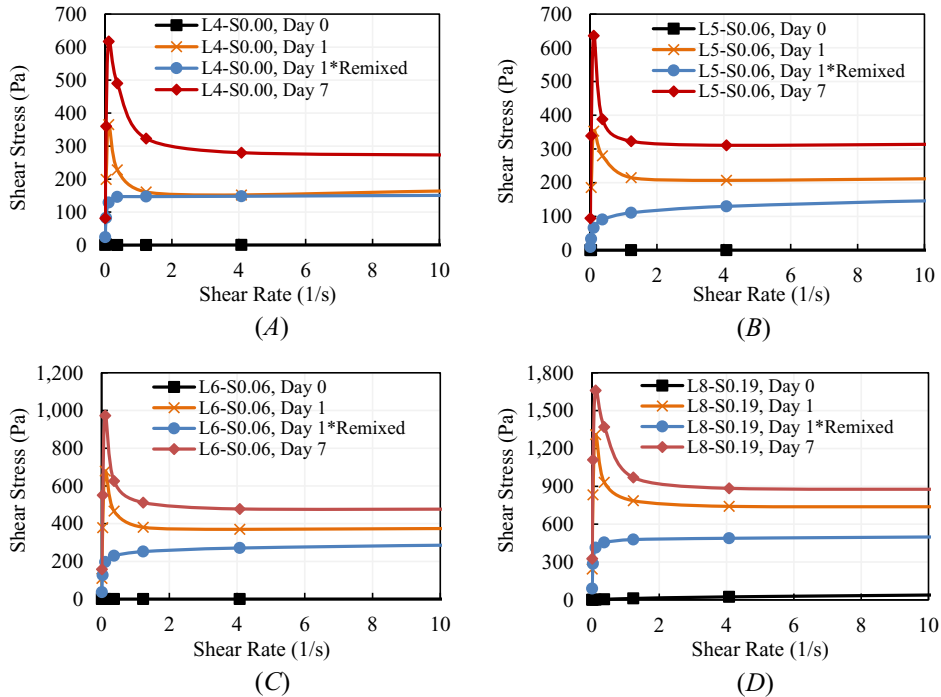 L4-S0.00, Day 0
L4-S0.00, Day 1
L4-S0.00, Day 1*Remixed
L4-S0.00, Day 7
Shear Stress (Pa)
700
600
500
400
300
200
100
0
0 2 4 6 8 10
Shear Rate (1/s)
(A)
L5-S0.06, Day 0
L5-S0.06, Day 1
L5-S0.06, Day 1*Remixed
L5-S0.06, Day 7
Shear Stress (Pa)
700
600
500
400
300
200
100
0
0 2 4 6 8 10
Shear Rate (1/s)
(B)
L6-S0.06, Day 0
L6-S0.06, Day 1
L6-S0.06, Day 1*Remixed
L6-S0.06, Day 7
Shear Stress (Pa)
1,200
1,000
800
600
400
200
0
0 2 4 6 8 10
Shear Rate (1/s)
(C)
L8-S0.19, Day 0
L8-S0.19, Day 1
L8-S0.19, Day 1*Remixed
L8-S0.19, Day 7
Shear Stress (Pa)
1,800
1,500
1,200
900
600
300
0
0 2 4 6 8 10
Shear Rate (1/s)
(D)